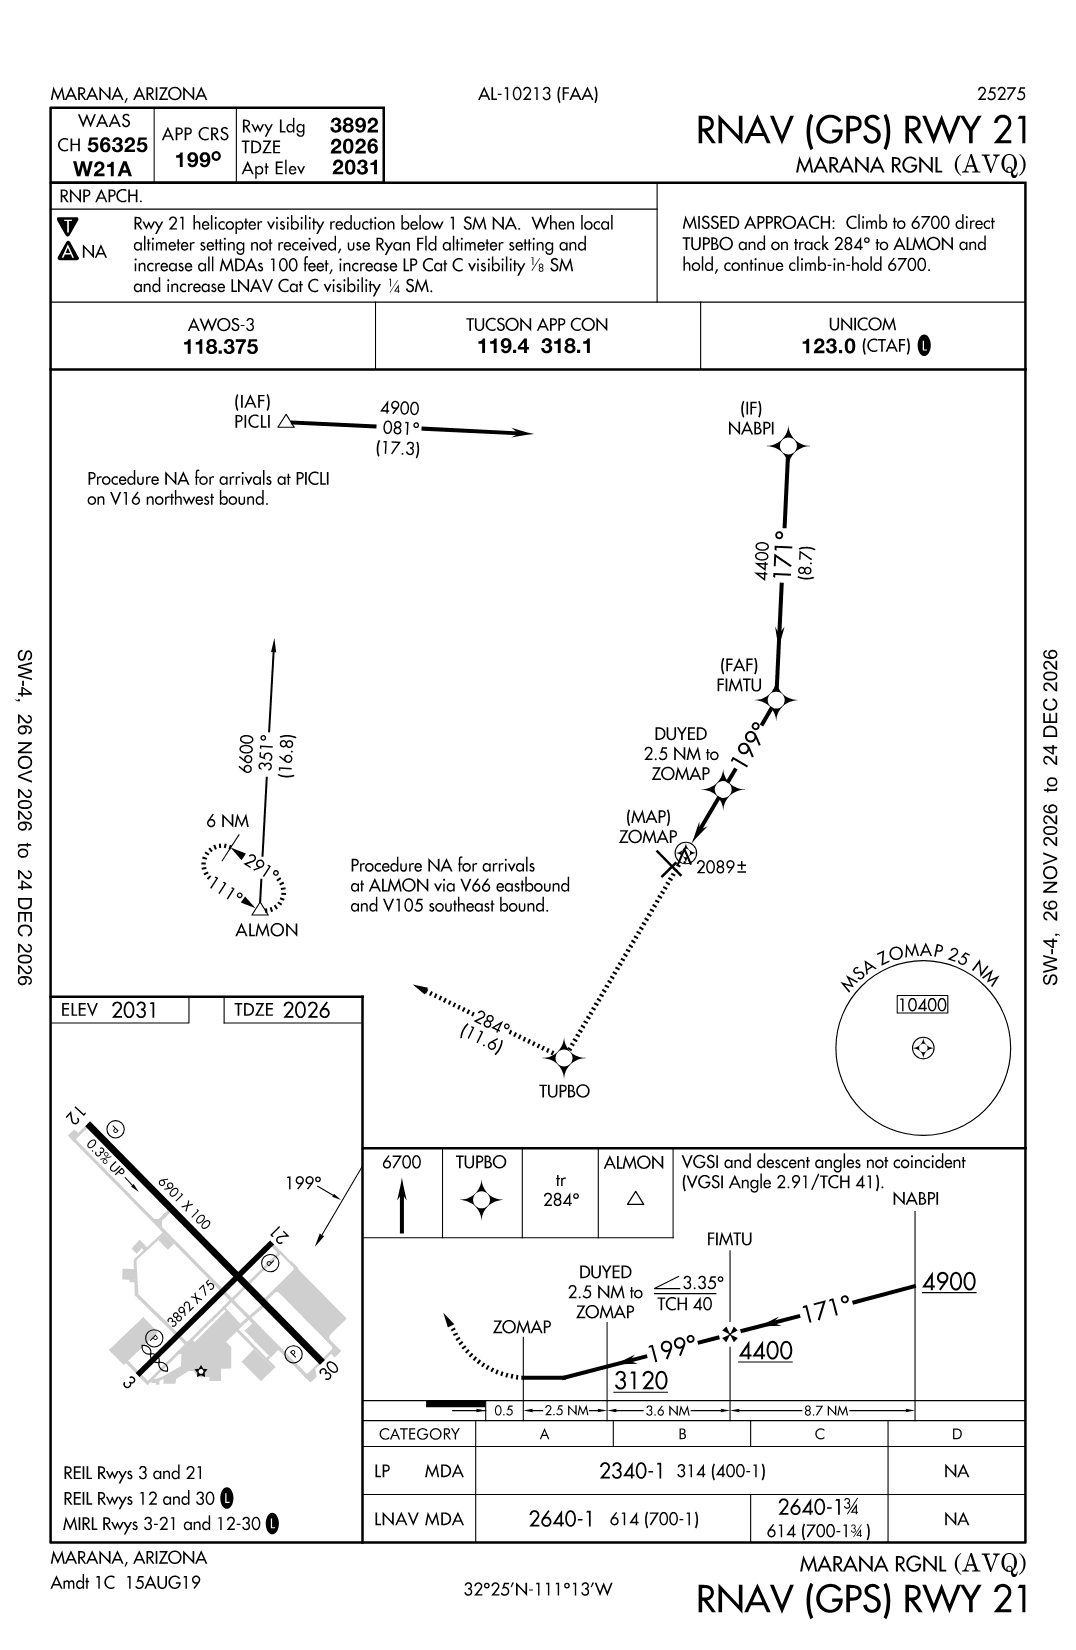 MARANA, ARIZONA
AL-10213 (FAA)
25275
WAAS
CH 56325
W21A
APP CRS
199°
Rwy Ldg 3892
TDZE 2026
Apt Elev 2031
RNAV (GPS) RWY 21
MARANA RGNL (AVQ)
RNP APCH.
T
A NA
Rwy 21 helicopter visibility reduction below 1 SM NA. When local
altimeter setting not received, use Ryan Fld altimeter setting and
increase all MDAs 100 feet, increase LP Cat C visibility ⅛ SM
and increase LNAV Cat C visibility ¼ SM.
MISSED APPROACH: Climb to 6700 direct
TUPBO and on track 284° to ALMON and
hold, continue climb-in-hold 6700.
AWOS-3
118.375
TUCSON APP CON
119.4 318.1
UNICOM
123.0 (CTAF) L
(IAF)
PICLI
4900
081°
(17.3)
(IF)
NABPI
Procedure NA for arrivals at PICLI
on V16 northwest bound.
4400
171°
(8.7)
(FAF)
FIMTU
199°
DUYED
2.5 NM to
ZOMAP
(MAP)
ZOMAP
2089±
6600
351°
(16.8)
6 NM
291°
111°
ALMON
Procedure NA for arrivals
at ALMON via V66 eastbound
and V105 southeast bound.
284°
(11.6)
TUPBO
MSA ZOMAP 25 NM
10400
SW-4, 26 NOV 2026 to 24 DEC 2026
SW-4, 26 NOV 2026 to 24 DEC 2026
ELEV 2031
TDZE 2026
12
P
0.3% UP
6901 X 100
199°
21
P
3892 X 75
P
P
3
30
REIL Rwys 3 and 21
REIL Rwys 12 and 30 L
MIRL Rwys 3-21 and 12-30 L
6700
TUPBO
tr
284°
ALMON
VGSI and descent angles not coincident
(VGSI Angle 2.91/TCH 41).
NABPI
FIMTU
DUYED
2.5 NM to
ZOMAP
3.35°
TCH 40
ZOMAP
4900
171°
4400
199°
3120
0.5
2.5 NM
3.6 NM
8.7 NM
CATEGORY A B C D
LP MDA 2340-1 314 (400-1) NA
LNAV MDA 2640-1 614 (700-1) 2640-1¾ NA
614 (700-1¾)
MARANA, ARIZONA
Amdt 1C 15AUG19
32°25'N-111°13'W
MARANA RGNL (AVQ)
RNAV (GPS) RWY 21